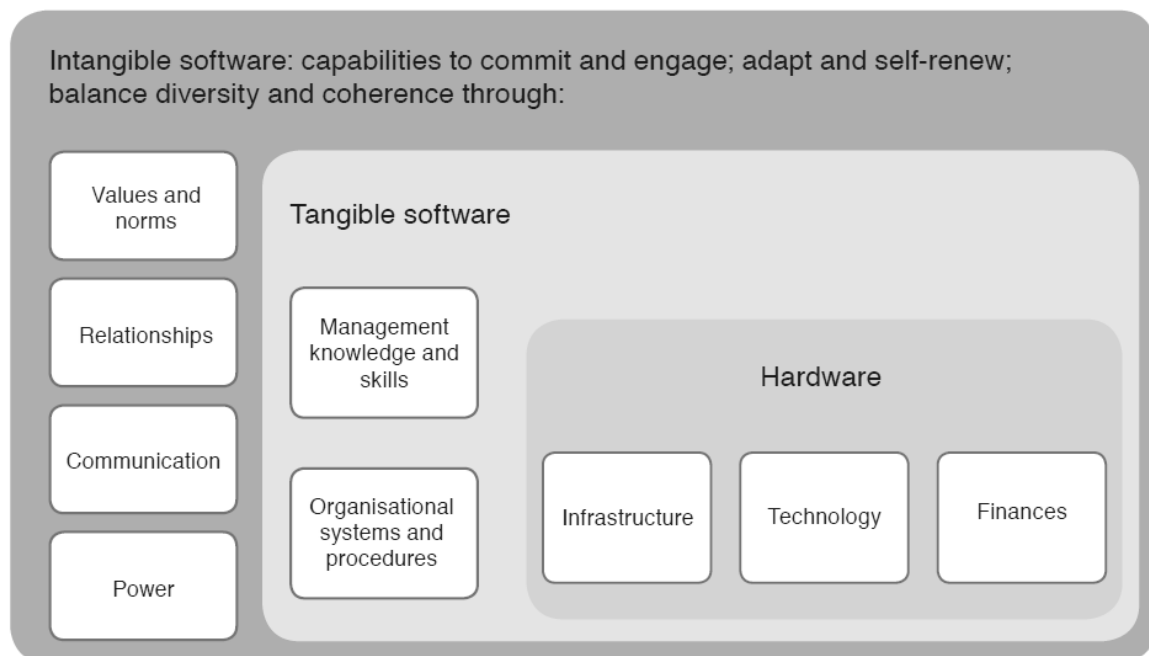 Intangible software: capabilities to commit and engage; adapt and self-renew;
balance diversity and coherence through:
Values and
norms
Relationships
Communication
Power
Tangible software
Management
knowledge and
skills
Organisational
systems and
procedures
Hardware
Infrastructure
Technology
Finances